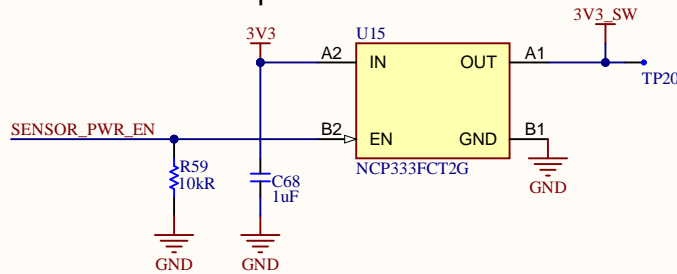 3V3
U15
3V3_SW
A2
IN
OUT
A1
TP20
SENSOR_PWR_EN
B2
EN
GND
B1
R59
10kR
C68
1uF
NCP333FCT2G
GND
GND
GND